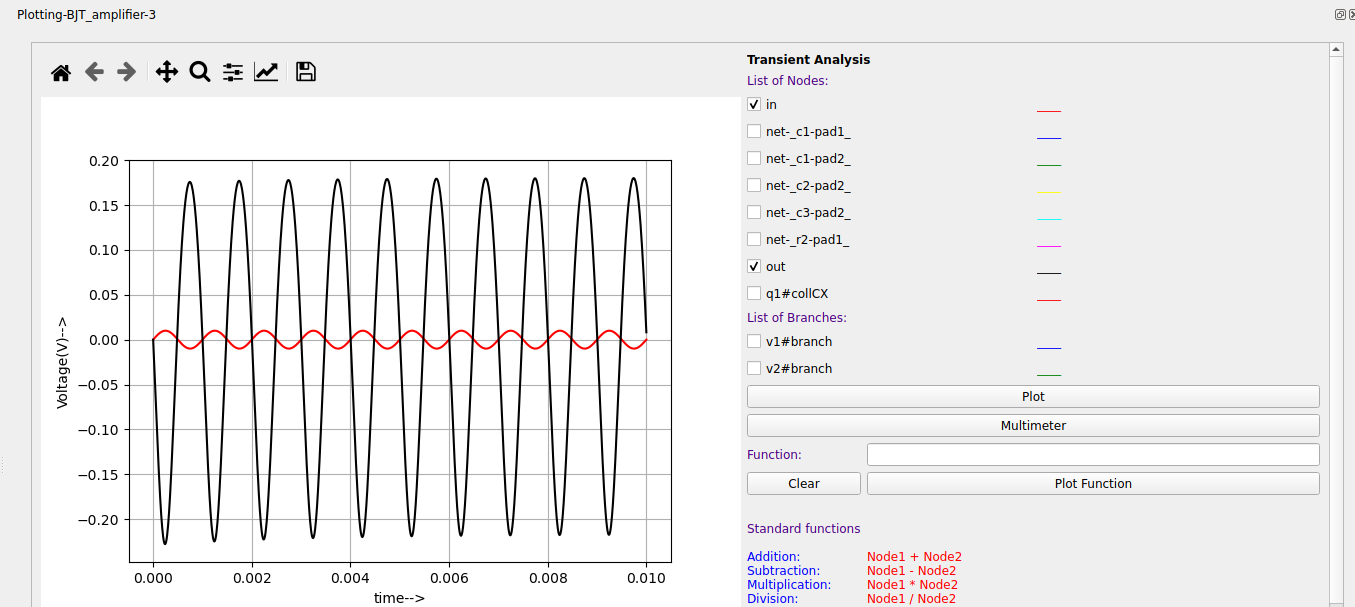 Plotting-BJT_amplifier-3
Transient Analysis
List of Nodes:
in
net-_c1-pad1_
net-_c1-pad2_
net-_c2-pad2_
net-_c3-pad2_
net-_r2-pad1_
out
q1#collCX
List of Branches:
v1#branch
v2#branch
Plot
Multimeter
Function:
Clear
Plot Function
Standard functions
Addition: Node1 + Node2
Subtraction: Node1 - Node2
Multiplication: Node1 * Node2
Division: Node1 / Node2
Voltage(V)-->
0.20
0.15
0.10
0.05
0.00
−0.05
−0.10
−0.15
−0.20
0.000 0.002 0.004 0.006 0.008 0.010
time-->